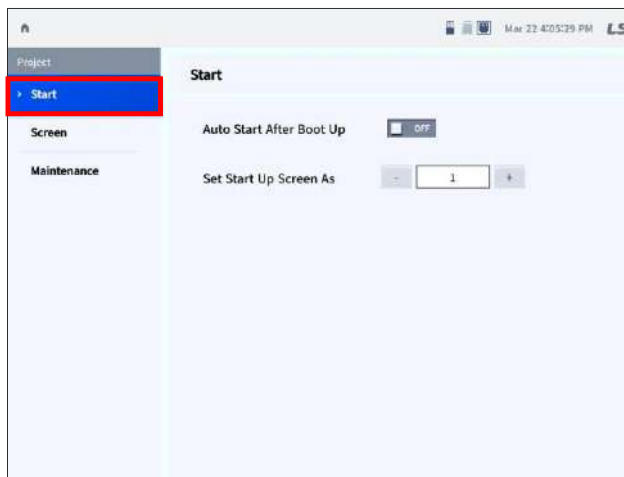 Mar 22 4:05:29 PM LS
Project
› Start
Screen
Maintenance
Start
Auto Start After Boot Up
OFF
Set Start Up Screen As
- 1 +